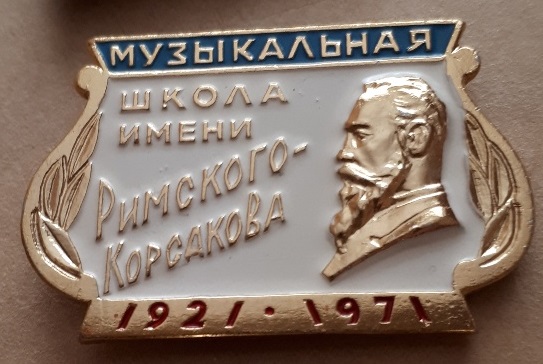 МУЗЫКАЛЬНАЯ
ШКОЛА
ИМЕНИ
РИМСКОГО-
КОРСАКОВА
1921 · 1971